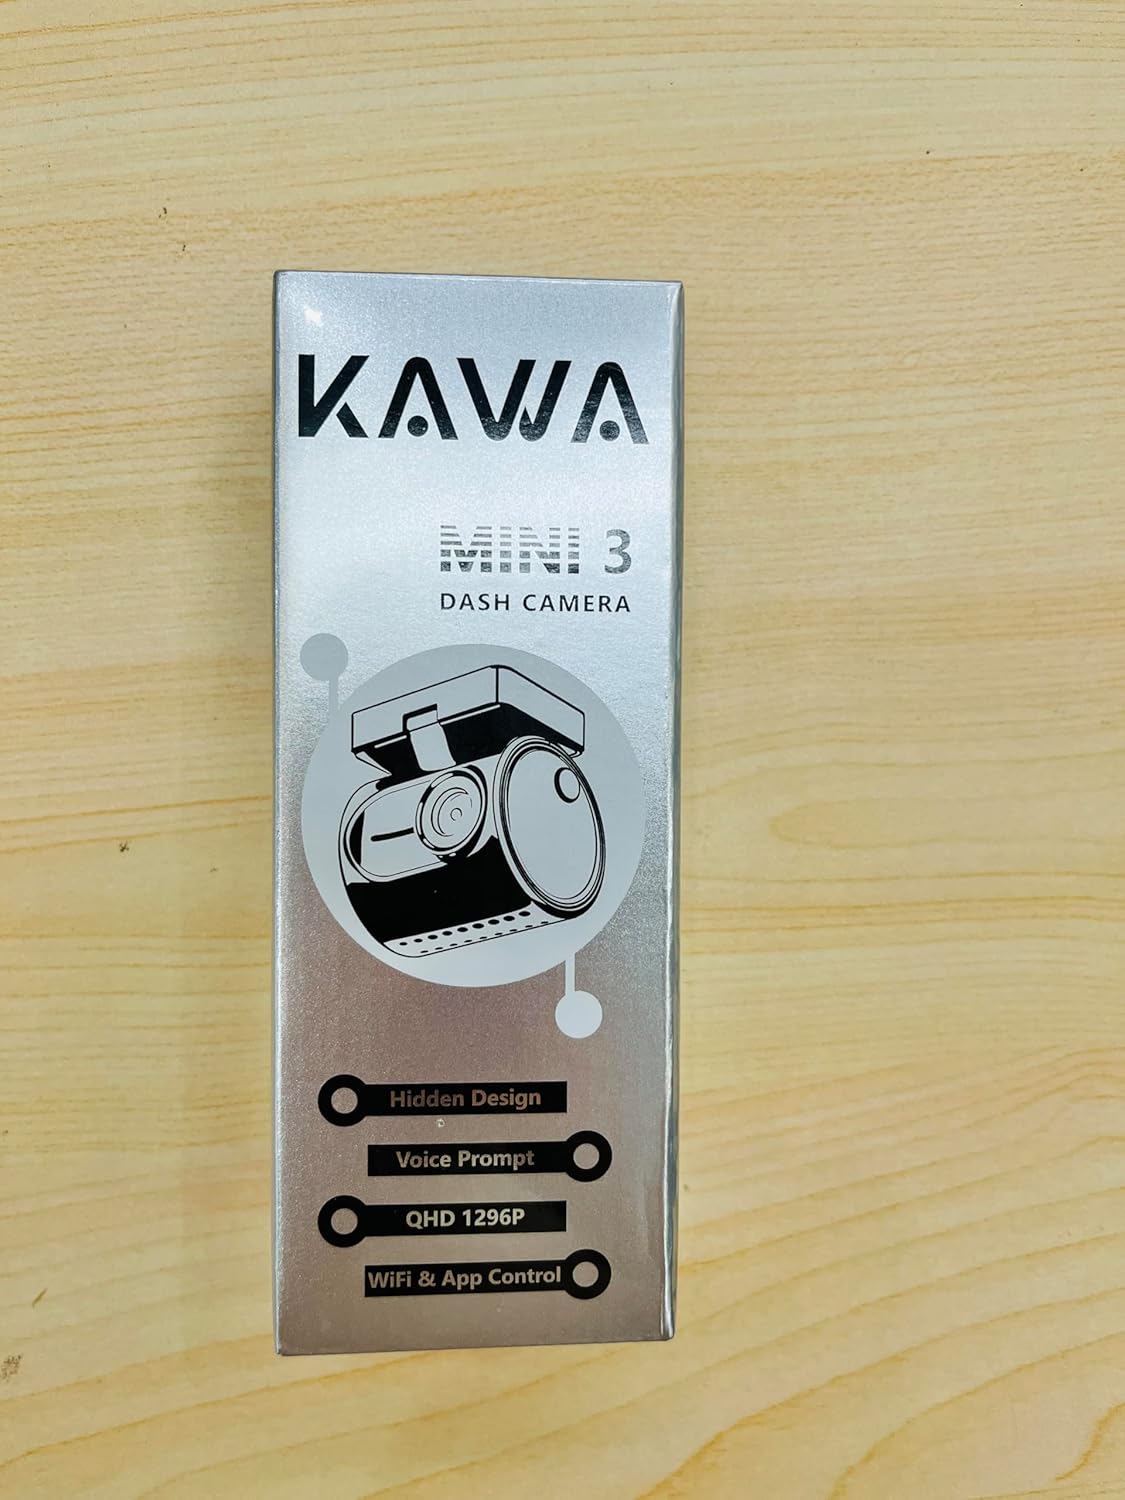 KAWA
MINI 3
DASH CAMERA
Hidden Design
Voice Prompt
QHD 1296P
WiFi & App Control